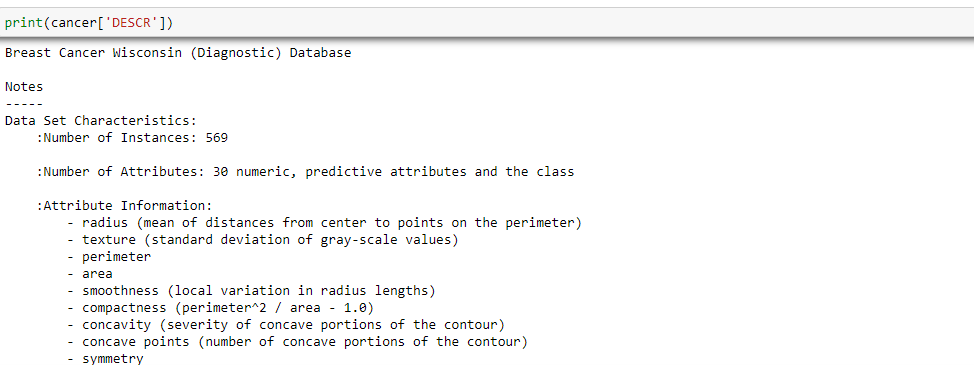 print(cancer['DESCR'])
Breast Cancer Wisconsin (Diagnostic) Database
Notes
-----
Data Set Characteristics:
:Number of Instances: 569
:Number of Attributes: 30 numeric, predictive attributes and the class
:Attribute Information:
- radius (mean of distances from center to points on the perimeter)
- texture (standard deviation of gray-scale values)
- perimeter
- area
- smoothness (local variation in radius lengths)
- compactness (perimeter^2 / area - 1.0)
- concavity (severity of concave portions of the contour)
- concave points (number of concave portions of the contour)
- symmetry